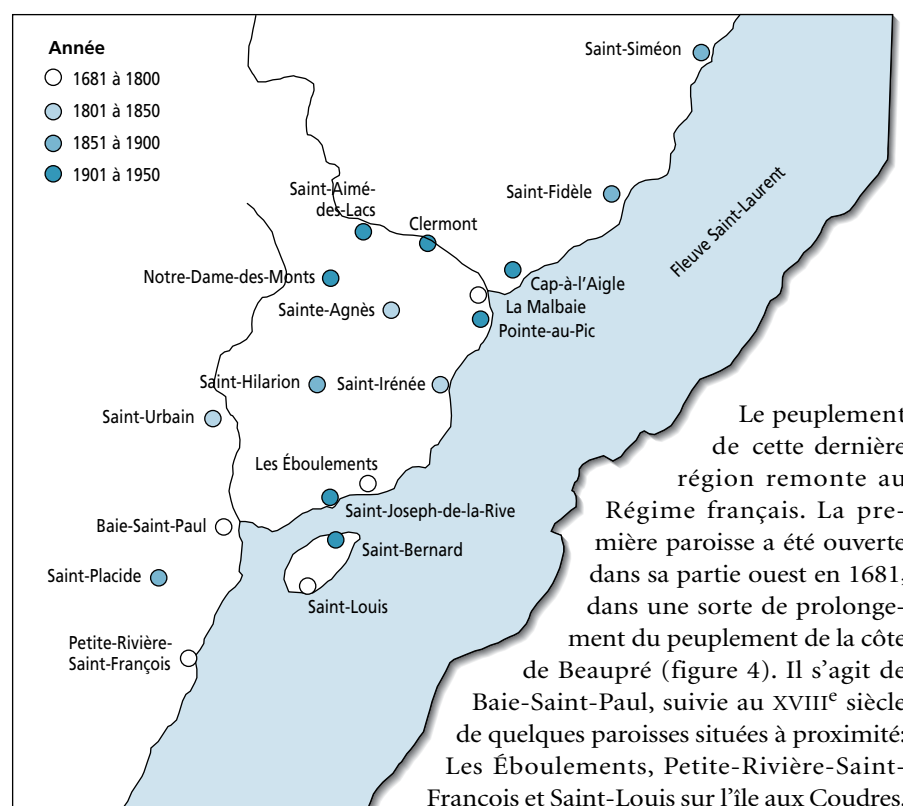 Année
1681 à 1800
1801 à 1850
1851 à 1900
1901 à 1950
Saint-Siméon
Saint-Fidèle
Fleuve Saint-Laurent
Saint-Aimé-
des-Lacs
Clermont
Notre-Dame-des-Monts
Cap-à-l'Aigle
La Malbaie
Sainte-Agnès
Pointe-au-Pic
Saint-Hilarion
Saint-Irénée
Saint-Urbain
Les Éboulements
Saint-Joseph-de-la-Rive
Baie-Saint-Paul
Saint-Bernard
Saint-Placide
Saint-Louis
Petite-Rivière-
Saint-François
Le peuplement
de cette dernière
région remonte au
Régime français. La pre-
mière paroisse a été ouverte
dans sa partie ouest en 1681,
dans une sorte de prolonge-
ment du peuplement de la côte
de Beaupré (figure 4). Il s'agit de
Baie-Saint-Paul, suivie au XVIIIe siècle
de quelques paroisses situées à proximité:
Les Éboulements, Petite-Rivière-Saint-
François et Saint-Louis sur l'île aux Coudres.